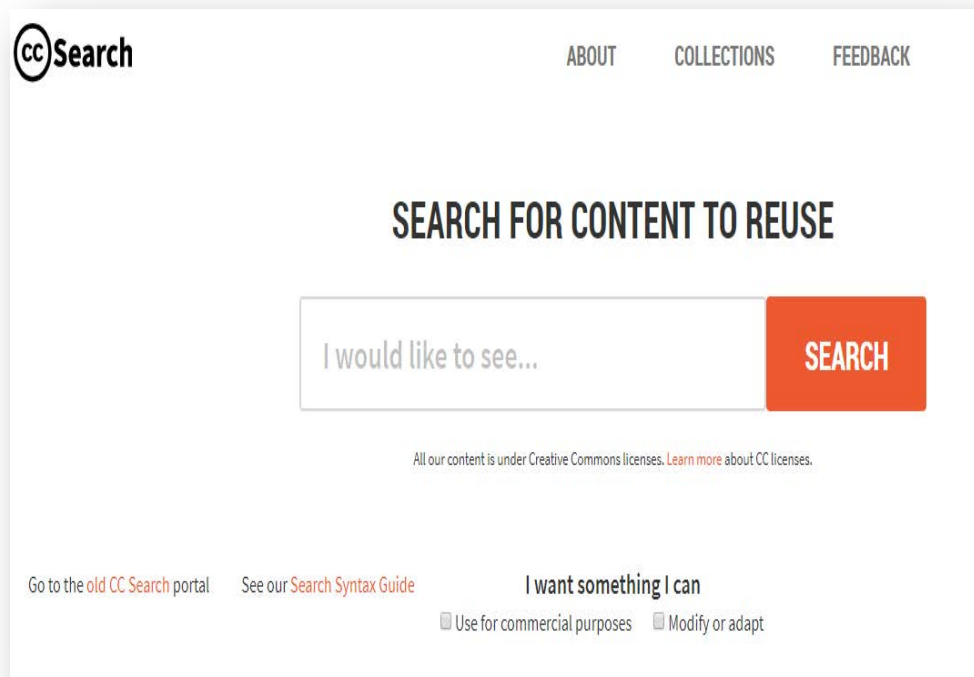 cc Search
ABOUT COLLECTIONS FEEDBACK
SEARCH FOR CONTENT TO REUSE
I would like to see...
SEARCH
All our content is under Creative Commons licenses. Learn more about CC licenses.
Go to the old CC Search portal See our Search Syntax Guide
I want something I can
Use for commercial purposes Modify or adapt